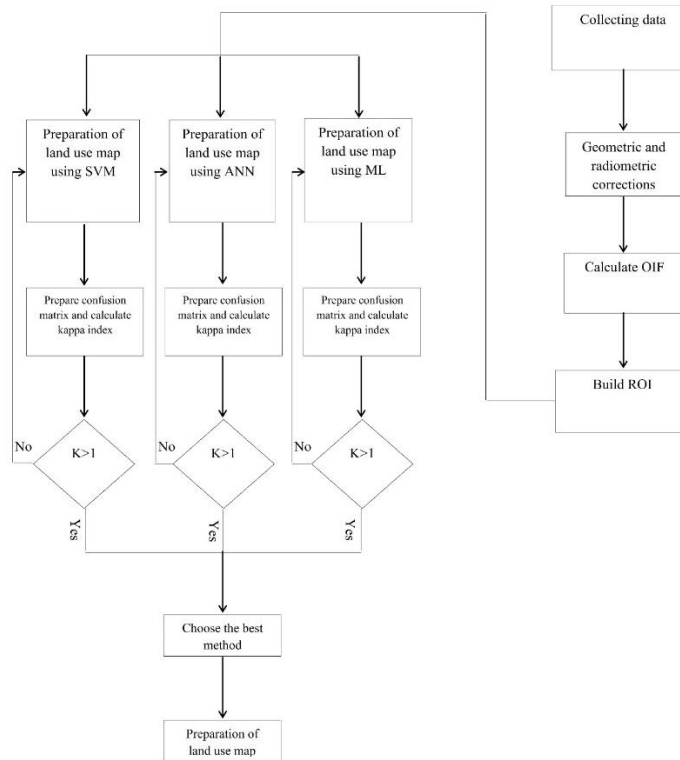 Collecting data
Geometric and
radiometric
corrections
Calculate OIF
Build ROI
Preparation of
land use map
using SVM
Preparation of
land use map
using ANN
Preparation of
land use map
using ML
Prepare confusion
matrix and calculate
kappa index
Prepare confusion
matrix and calculate
kappa index
Prepare confusion
matrix and calculate
kappa index
No
K>1
No
K>1
No
K>1
Yes
Yes
Yes
Choose the best
method
Preparation of
land use map